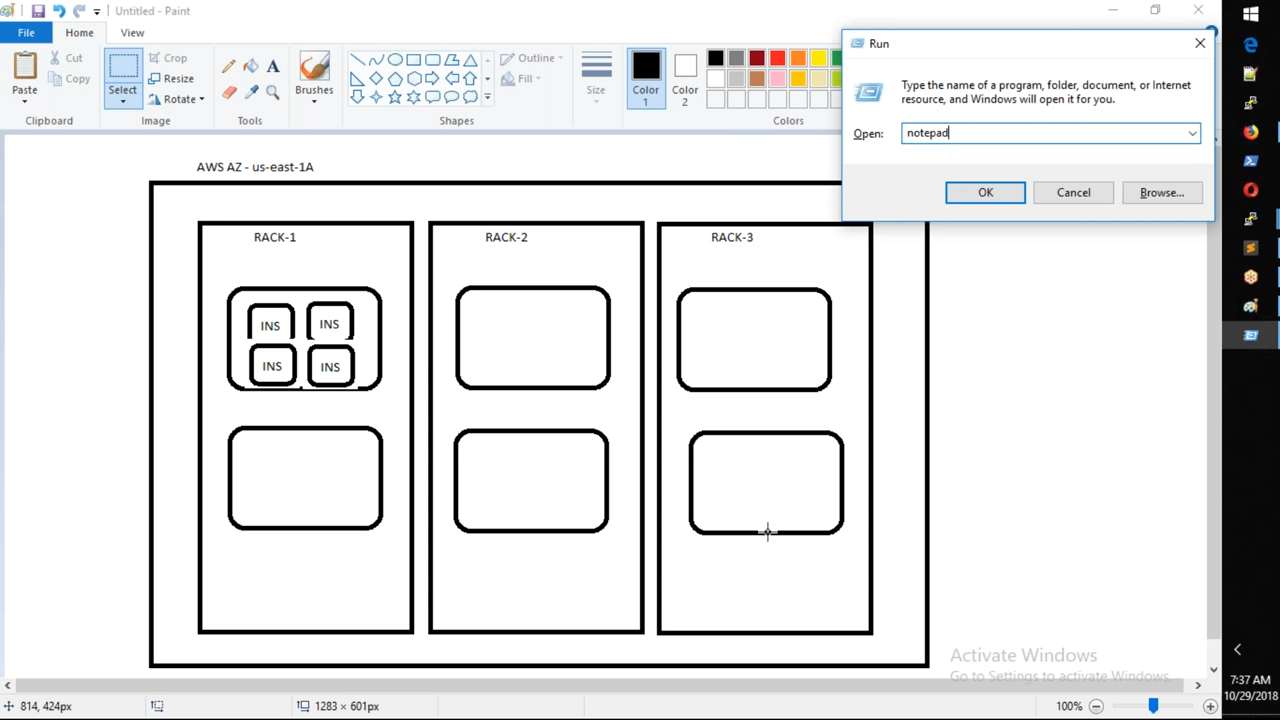 Untitled - Paint
File
Home
View
Paste
Cut
Copy
Clipboard
Select
Crop
Resize
Rotate
Image
A
Tools
Brushes
Shapes
Outline
Fill
Size
Color
1
Color
2
Colors
Run
Type the name of a program, folder, document, or Internet
resource, and Windows will open it for you.
Open:
notepad
OK
Cancel
Browse...
AWS AZ - us-east-1A
RACK-1
RACK-2
RACK-3
INS
INS
INS
INS
Activate Windows
Go to Settings to activate Windows.
814, 424px
1283 × 601px
100%
7:37 AM
10/29/2018